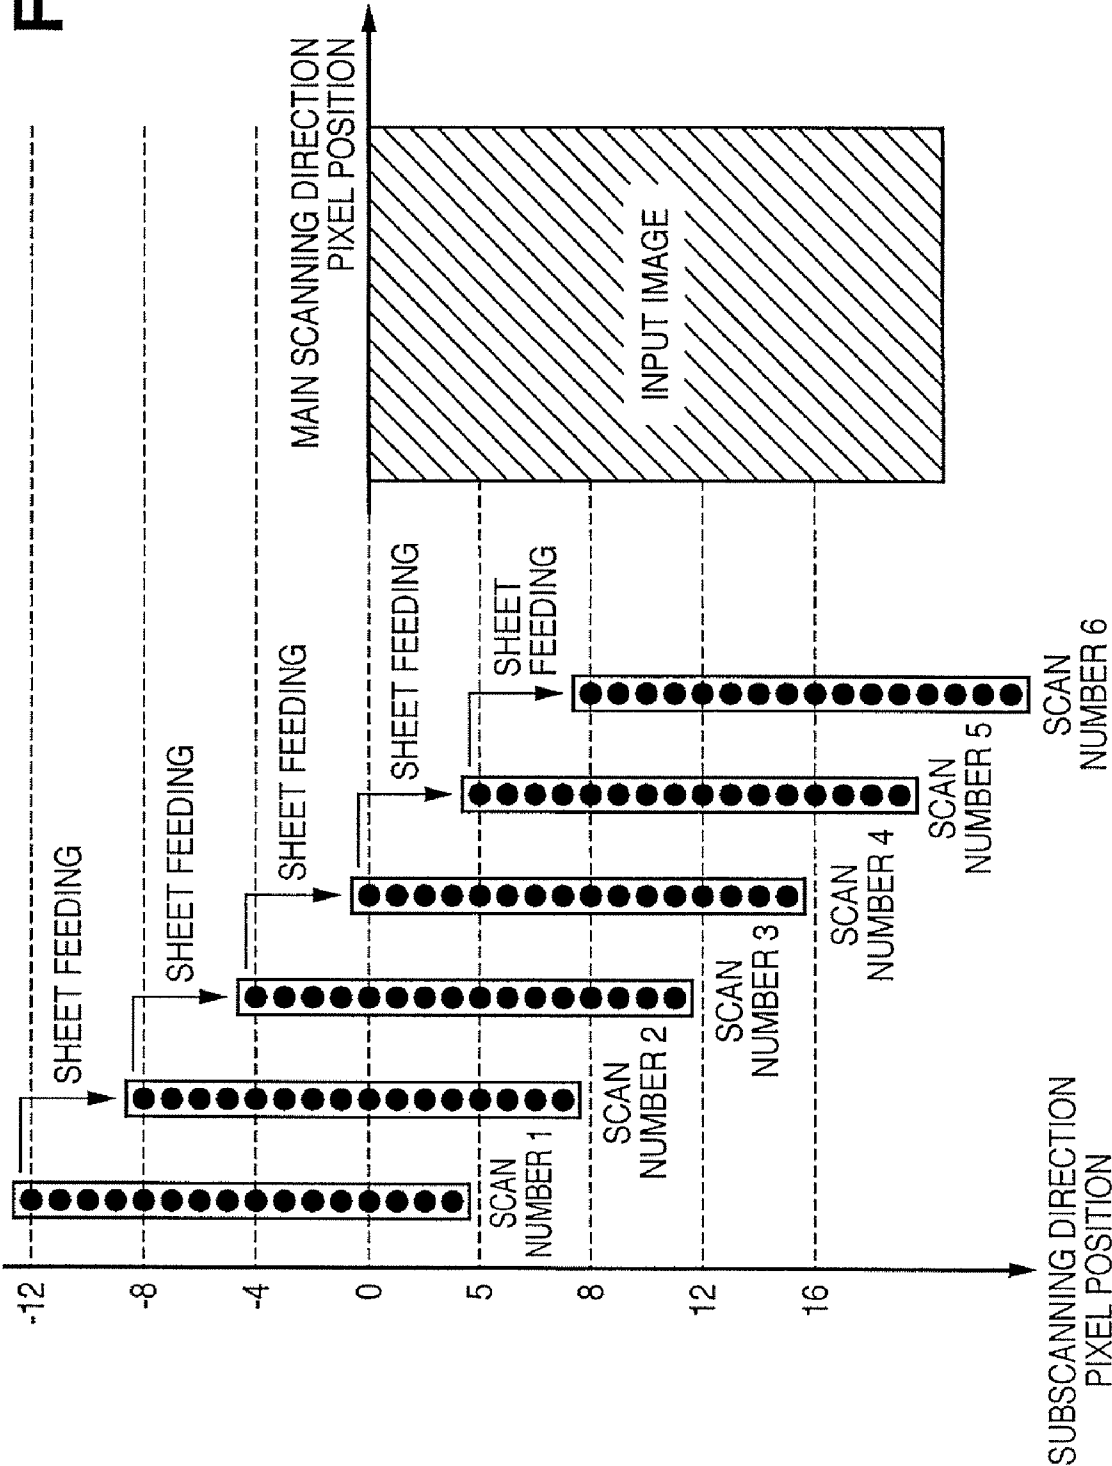 F
MAIN SCANNING DIRECTION
PIXEL POSITION
INPUT IMAGE
SHEET FEEDING
SHEET FEEDING
SHEET FEEDING
SHEET FEEDING
SHEET
FEEDING
-12
-8
-4
0
5
8
12
16
SCAN
NUMBER 1
SCAN
NUMBER 2
SCAN
NUMBER 3
SCAN
NUMBER 4
SCAN
NUMBER 5
SCAN
NUMBER 6
SUBSCANNING DIRECTION
PIXEL POSITION